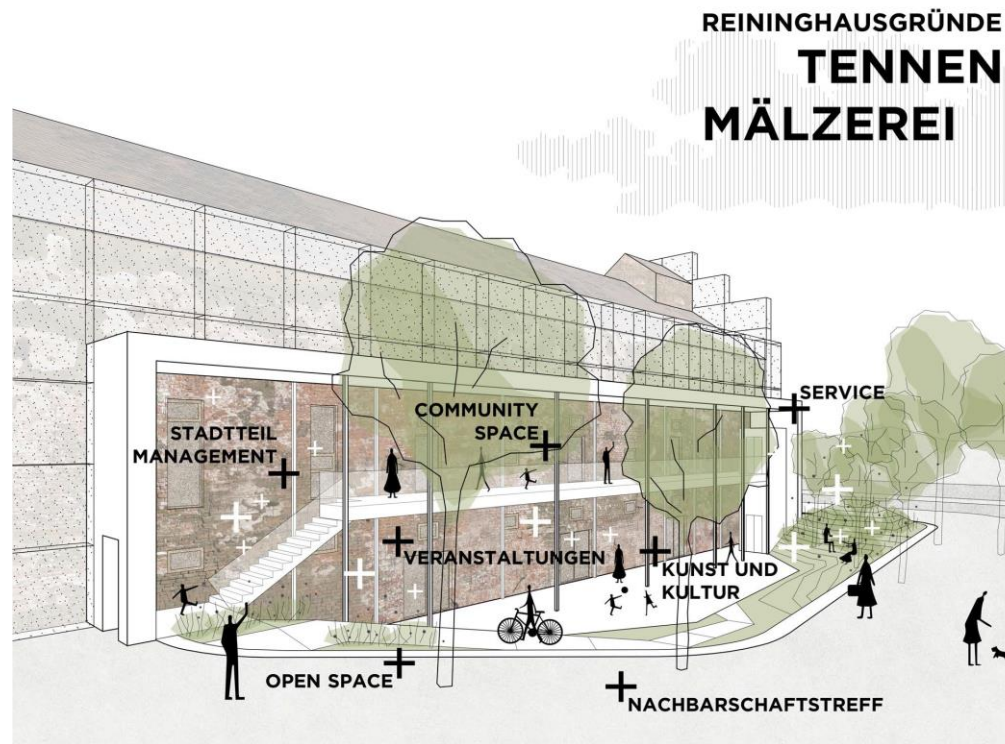 REININGHAUSGRÜNDE
TENNEN
MÄLZEREI
SERVICE
COMMUNITY
SPACE
STADTTEIL
MANAGEMENT
VERANSTALTUNGEN
KUNST UND
KULTUR
OPEN SPACE
NACHBARSCHAFTSTREFF